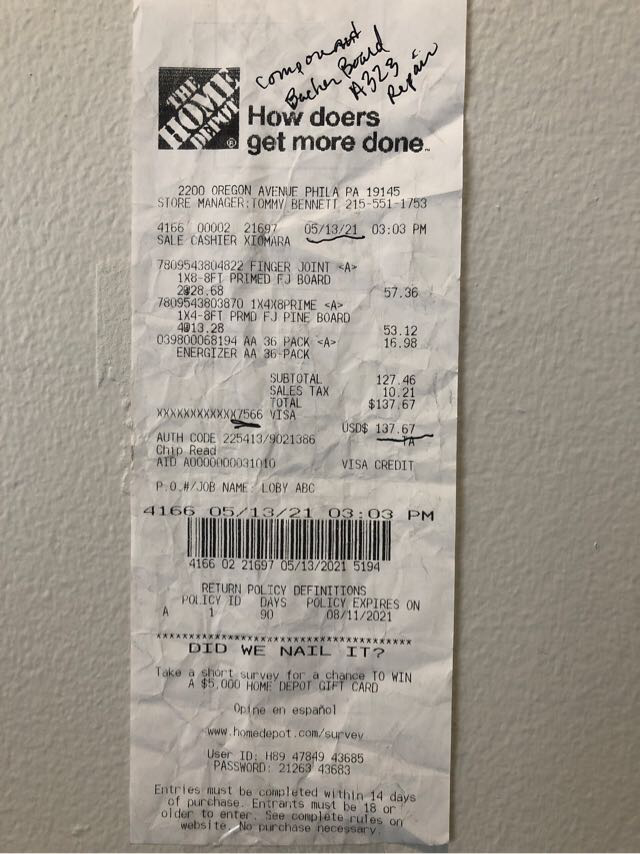 Backer Board
A323
Repair
THE
HOME
DEPOT
®
How doers
get more done™
2200 OREGON AVENUE PHILA PA 19145
STORE MANAGER:TOMMY BENNETT 215-551-1753
4166 00002 21697 05/13/21 03:03 PM
SALE CASHIER XIOMARA
7809543804822 FINGER JOINT <A>
1X8-8FT PRIMED FJ BOARD
2@28.68 57.36
7809543803870 1X4X8PRIME <A>
1X4-8FT PRMD FJ PINE BOARD
4@13.28 53.12
039800068194 AA 36 PACK <A> 16.98
ENERGIZER AA 36-PACK
SUBTOTAL 127.46
SALES TAX 10.21
TOTAL $137.67
XXXXXXXXXXXX7566 VISA
USD$ 137.67
AUTH CODE 225413/9021386 TA
Chip Read
AID A0000000031010 VISA CREDIT
P.O.#/JOB NAME: LOBY ABC
4166 05/13/21 03:03 PM
4166 02 21697 05/13/2021 5194
RETURN POLICY DEFINITIONS
POLICY ID DAYS POLICY EXPIRES ON
A 1 90 08/11/2021
****************************************
DID WE NAIL IT?
Take a short survey for a chance TO WIN
A $5,000 HOME DEPOT GIFT CARD
Opine en español
www.homedepot.com/survey
User ID: H89 47849 43685
PASSWORD: 21263 43683
Entries must be completed within 14 days
of purchase. Entrants must be 18 or
older to enter. See complete rules on
website. No purchase necessary.